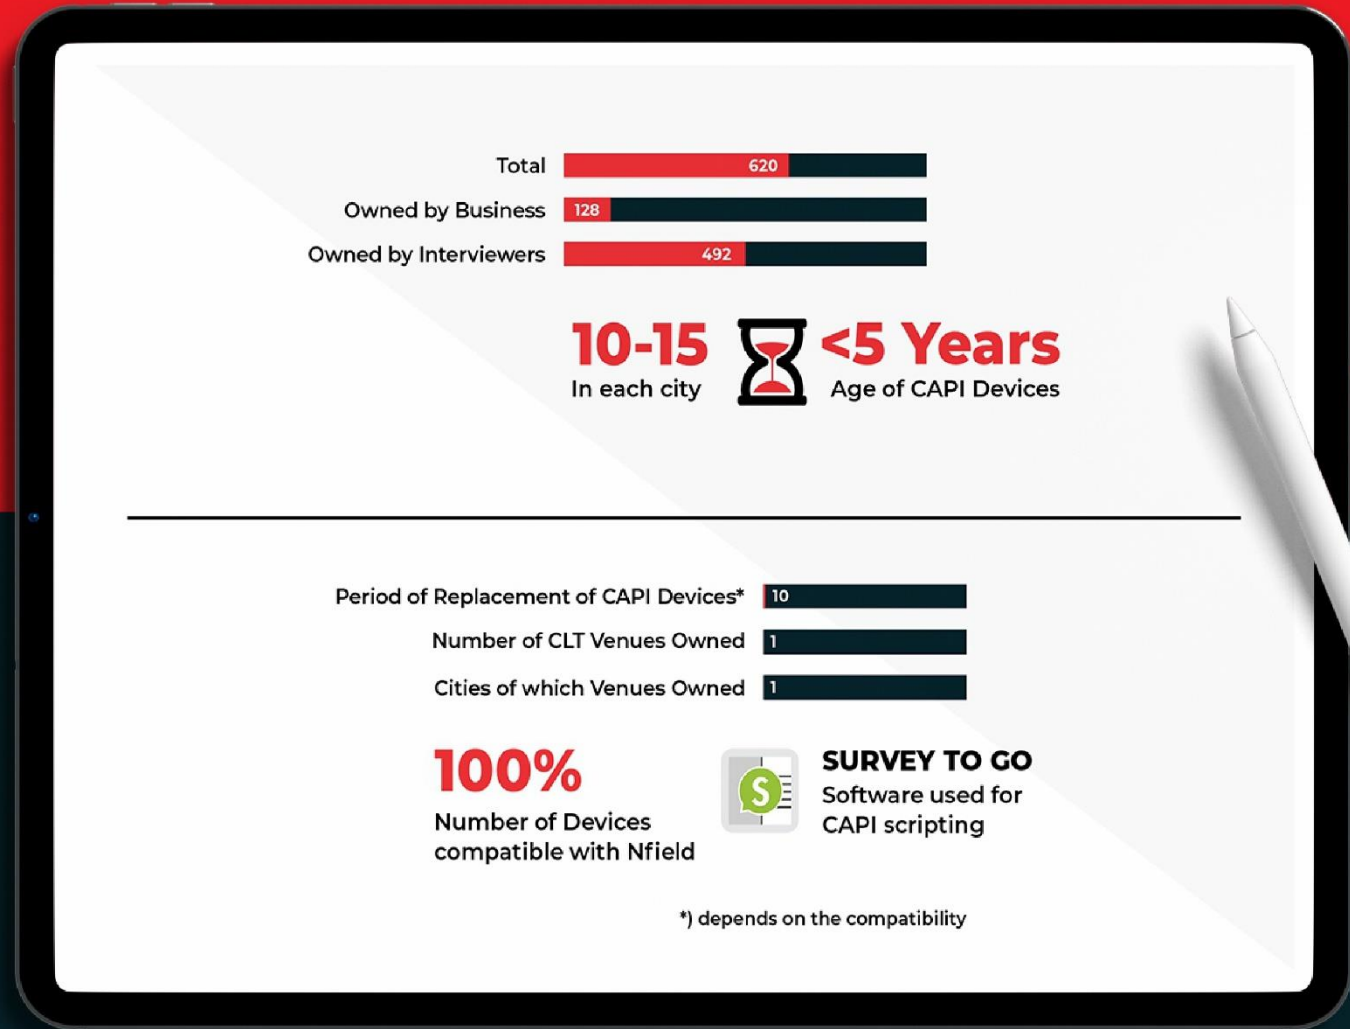 Total 620
Owned by Business 128
Owned by Interviewers 492
10-15
In each city
<5 Years
Age of CAPI Devices
Period of Replacement of CAPI Devices* 10
Number of CLT Venues Owned 1
Cities of which Venues Owned 1
100%
Number of Devices
compatible with Nfield
S
SURVEY TO GO
Software used for
CAPI scripting
*) depends on the compatibility